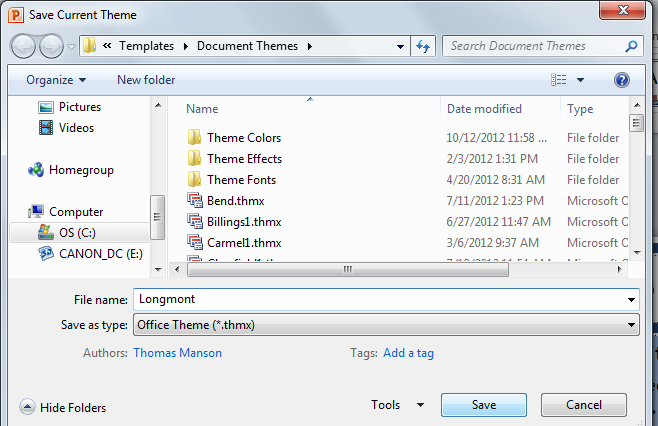 Save Current Theme
« Templates Document Themes
Search Document Themes
Organize New folder
Pictures
Videos
Homegroup
Computer
OS (C:)
CANON_DC (E:)
Name Date modified Type
Theme Colors 10/12/2012 11:58 ... File folder
Theme Effects 2/3/2012 1:31 PM File folder
Theme Fonts 4/20/2012 8:31 AM File folder
Bend.thmx 7/11/2012 1:23 PM Microsoft O
Billings1.thmx 6/27/2012 11:47 AM Microsoft O
Carmel1.thmx 3/6/2012 9:37 AM Microsoft O
File name: Longmont
Save as type: Office Theme (*.thmx)
Authors: Thomas Manson Tags: Add a tag
Hide Folders Tools Save Cancel